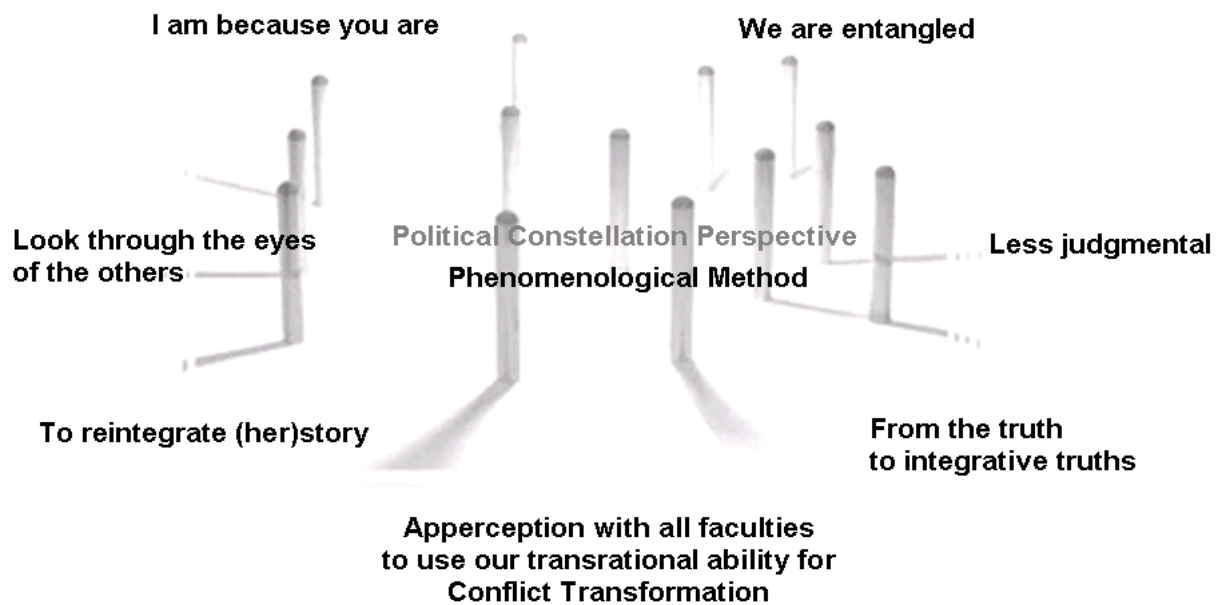 I am because you are
We are entangled
Look through the eyes
of the others
Political Constellation Perspective
Phenomenological Method
Less judgmental
To reintegrate (her)story
From the truth
to integrative truths
Apperception with all faculties
to use our transrational ability for
Conflict Transformation